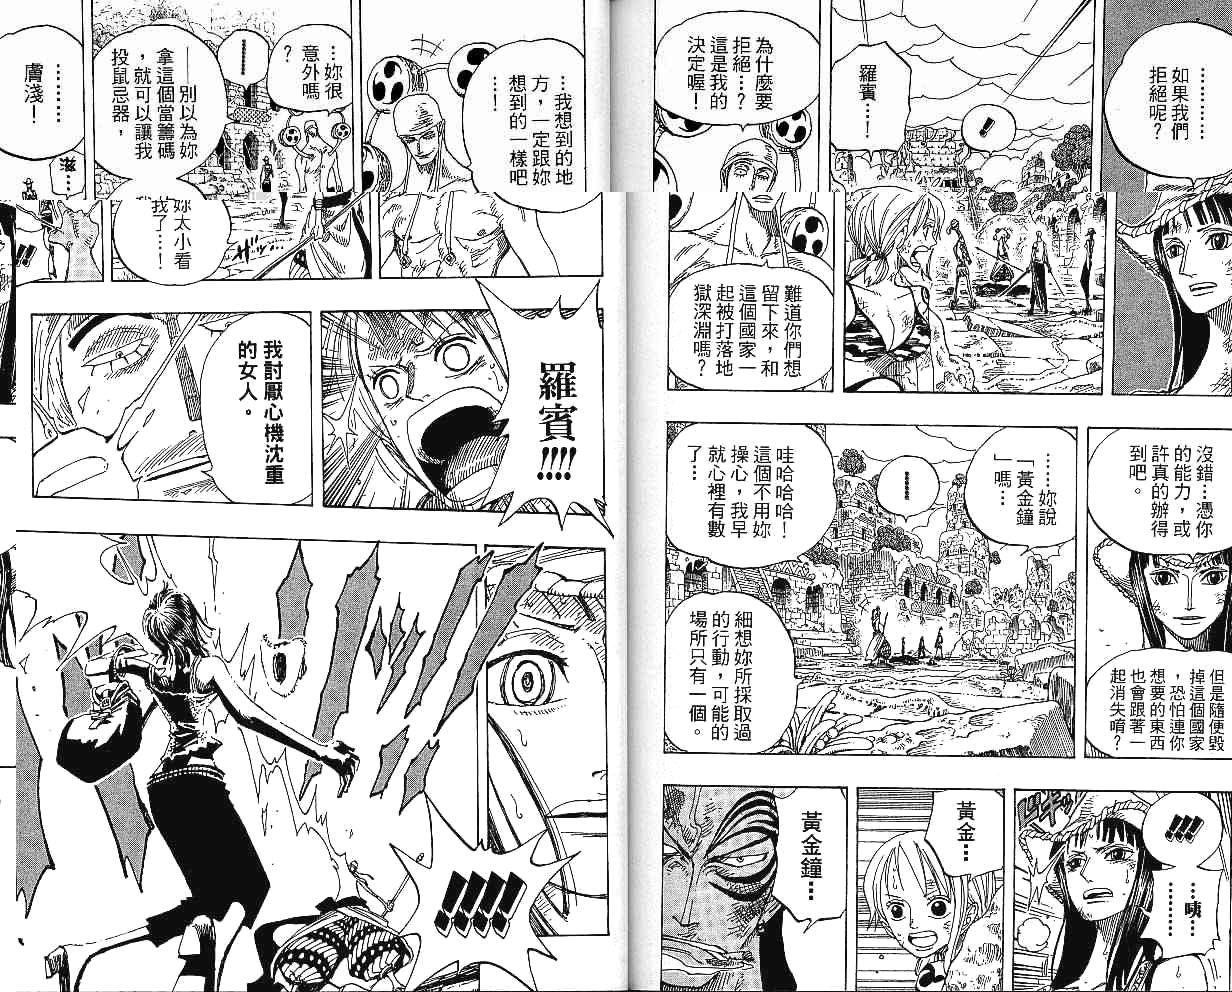 ………
如果我們
拒絕呢？
！
羅賓…！
為什麼要
拒絕…？
這是我的
決定喔！
難道你們想
留下來，和
這個國家一
起被打落地
獄深淵嗎？
沒錯…憑你
的能力，或
許真的辦得
到吧。
但是隨便毀
掉這個國家
，恐怕連你
想要的東西
也會跟著一
起消失唷？
……妳說
「黃金鐘
」嗎…
………
哇哈哈哈！
這個不用妳
操心，我早
就心裡有數
了…
細想妳所採取過
的行動，可能的
場所只有一個。
!!!!
……咦
………
黃金…
黃金鐘…
…我想到的地
方，一定跟妳
想到的一樣吧
…！
…妳很
意外嗎
？
………
——別以為妳
拿這個當籌碼
，就可以讓我
投鼠忌器，
妳太小看
我了…！
………
膚淺！
滋…
!!!
羅賓!!!!
我討厭心機沈重
的女人。
!!!!